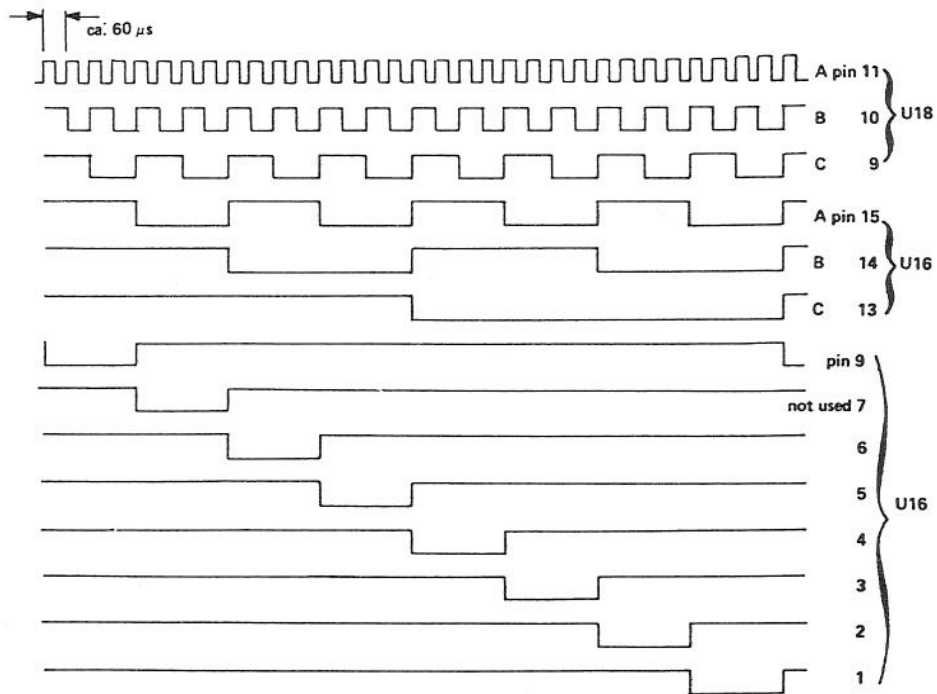 ca: 60 μs
A pin 11
B 10
U18
C 9
A pin 15
B 14
U16
C 13
pin 9
not used 7
6
5
U16
4
3
2
1